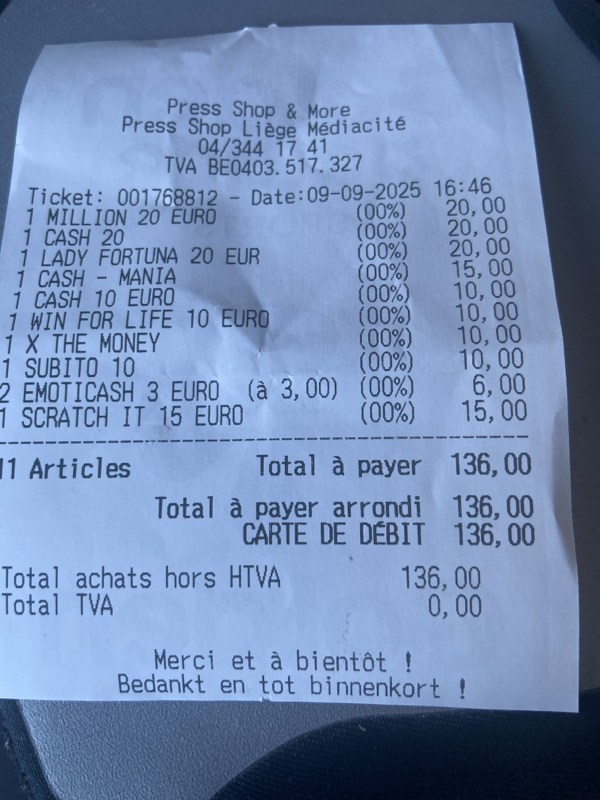 Press Shop & More
Press Shop Liège Médiacité
04/344 17 41
TVA BE0403.517.327
Ticket: 001768812 - Date:09-09-2025 16:46
1 MILLION 20 EURO (00%) 20,00
1 CASH 20 (00%) 20,00
1 LADY FORTUNA 20 EUR (00%) 20,00
1 CASH - MANIA (00%) 15,00
1 CASH 10 EURO (00%) 10,00
1 WIN FOR LIFE 10 EURO (00%) 10,00
1 X THE MONEY (00%) 10,00
1 SUBITO 10 (00%) 10,00
2 EMOTICASH 3 EURO (à 3,00) (00%) 6,00
1 SCRATCH IT 15 EURO (00%) 15,00
11 Articles Total à payer 136,00
Total à payer arrondi 136,00
CARTE DE DÉBIT 136,00
Total achats hors HTVA 136,00
Total TVA 0,00
Merci et à bientôt !
Bedankt en tot binnenkort !